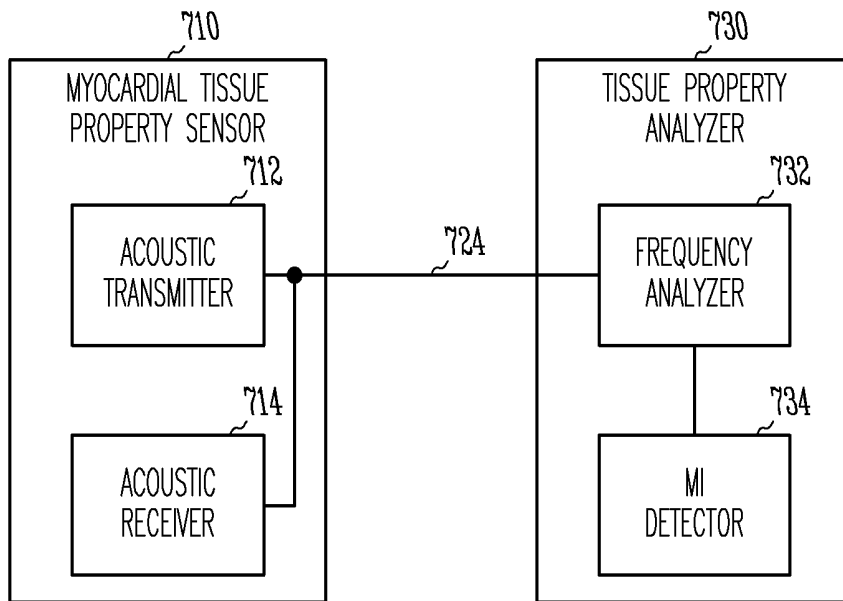 710
MYOCARDIAL TISSUE
PROPERTY SENSOR
712
ACOUSTIC
TRANSMITTER
714
ACOUSTIC
RECEIVER
724
730
TISSUE PROPERTY
ANALYZER
732
FREQUENCY
ANALYZER
734
MI
DETECTOR